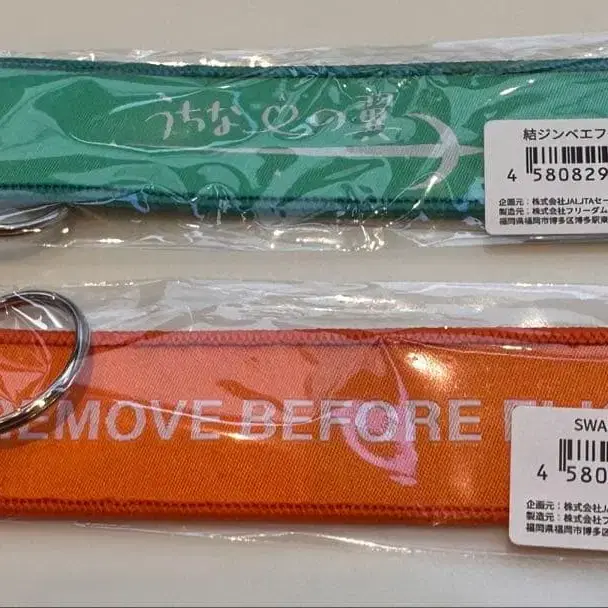 うちな の翼
結ジンベエフ
4 580829
企画元：株式会社JALJTAセー
製造元：株式会社フリーダム
福岡県福岡市博多区博多駅
REMOVE BEFORE
SWA
4 580
企画元：株式会社JA
製造元：株式会社フ
福岡県福岡市博多区